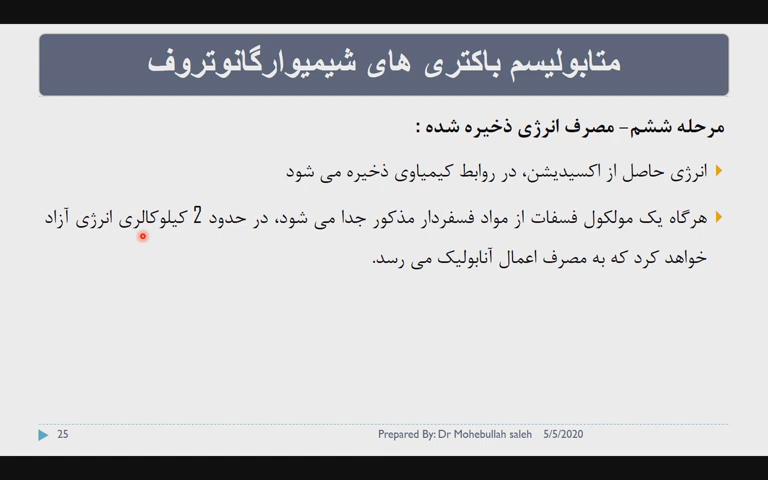 متابولیسم باکتری های شیمیوارگانوتروف
مرحله ششم– مصرف انرژی ذخیره شده :
انرژی حاصل از اکسیدیشن، در روابط کیمیاوی ذخیره می شود
هرگاه یک مولکول فسفات از مواد فسفردار مذکور جدا می شود، در حدود 2 کیلوکالری انرژی آزاد
خواهد کرد که به مصرف اعمال آنابولیک می رسد.
25 Prepared By: Dr Mohebullah saleh 5/5/2020